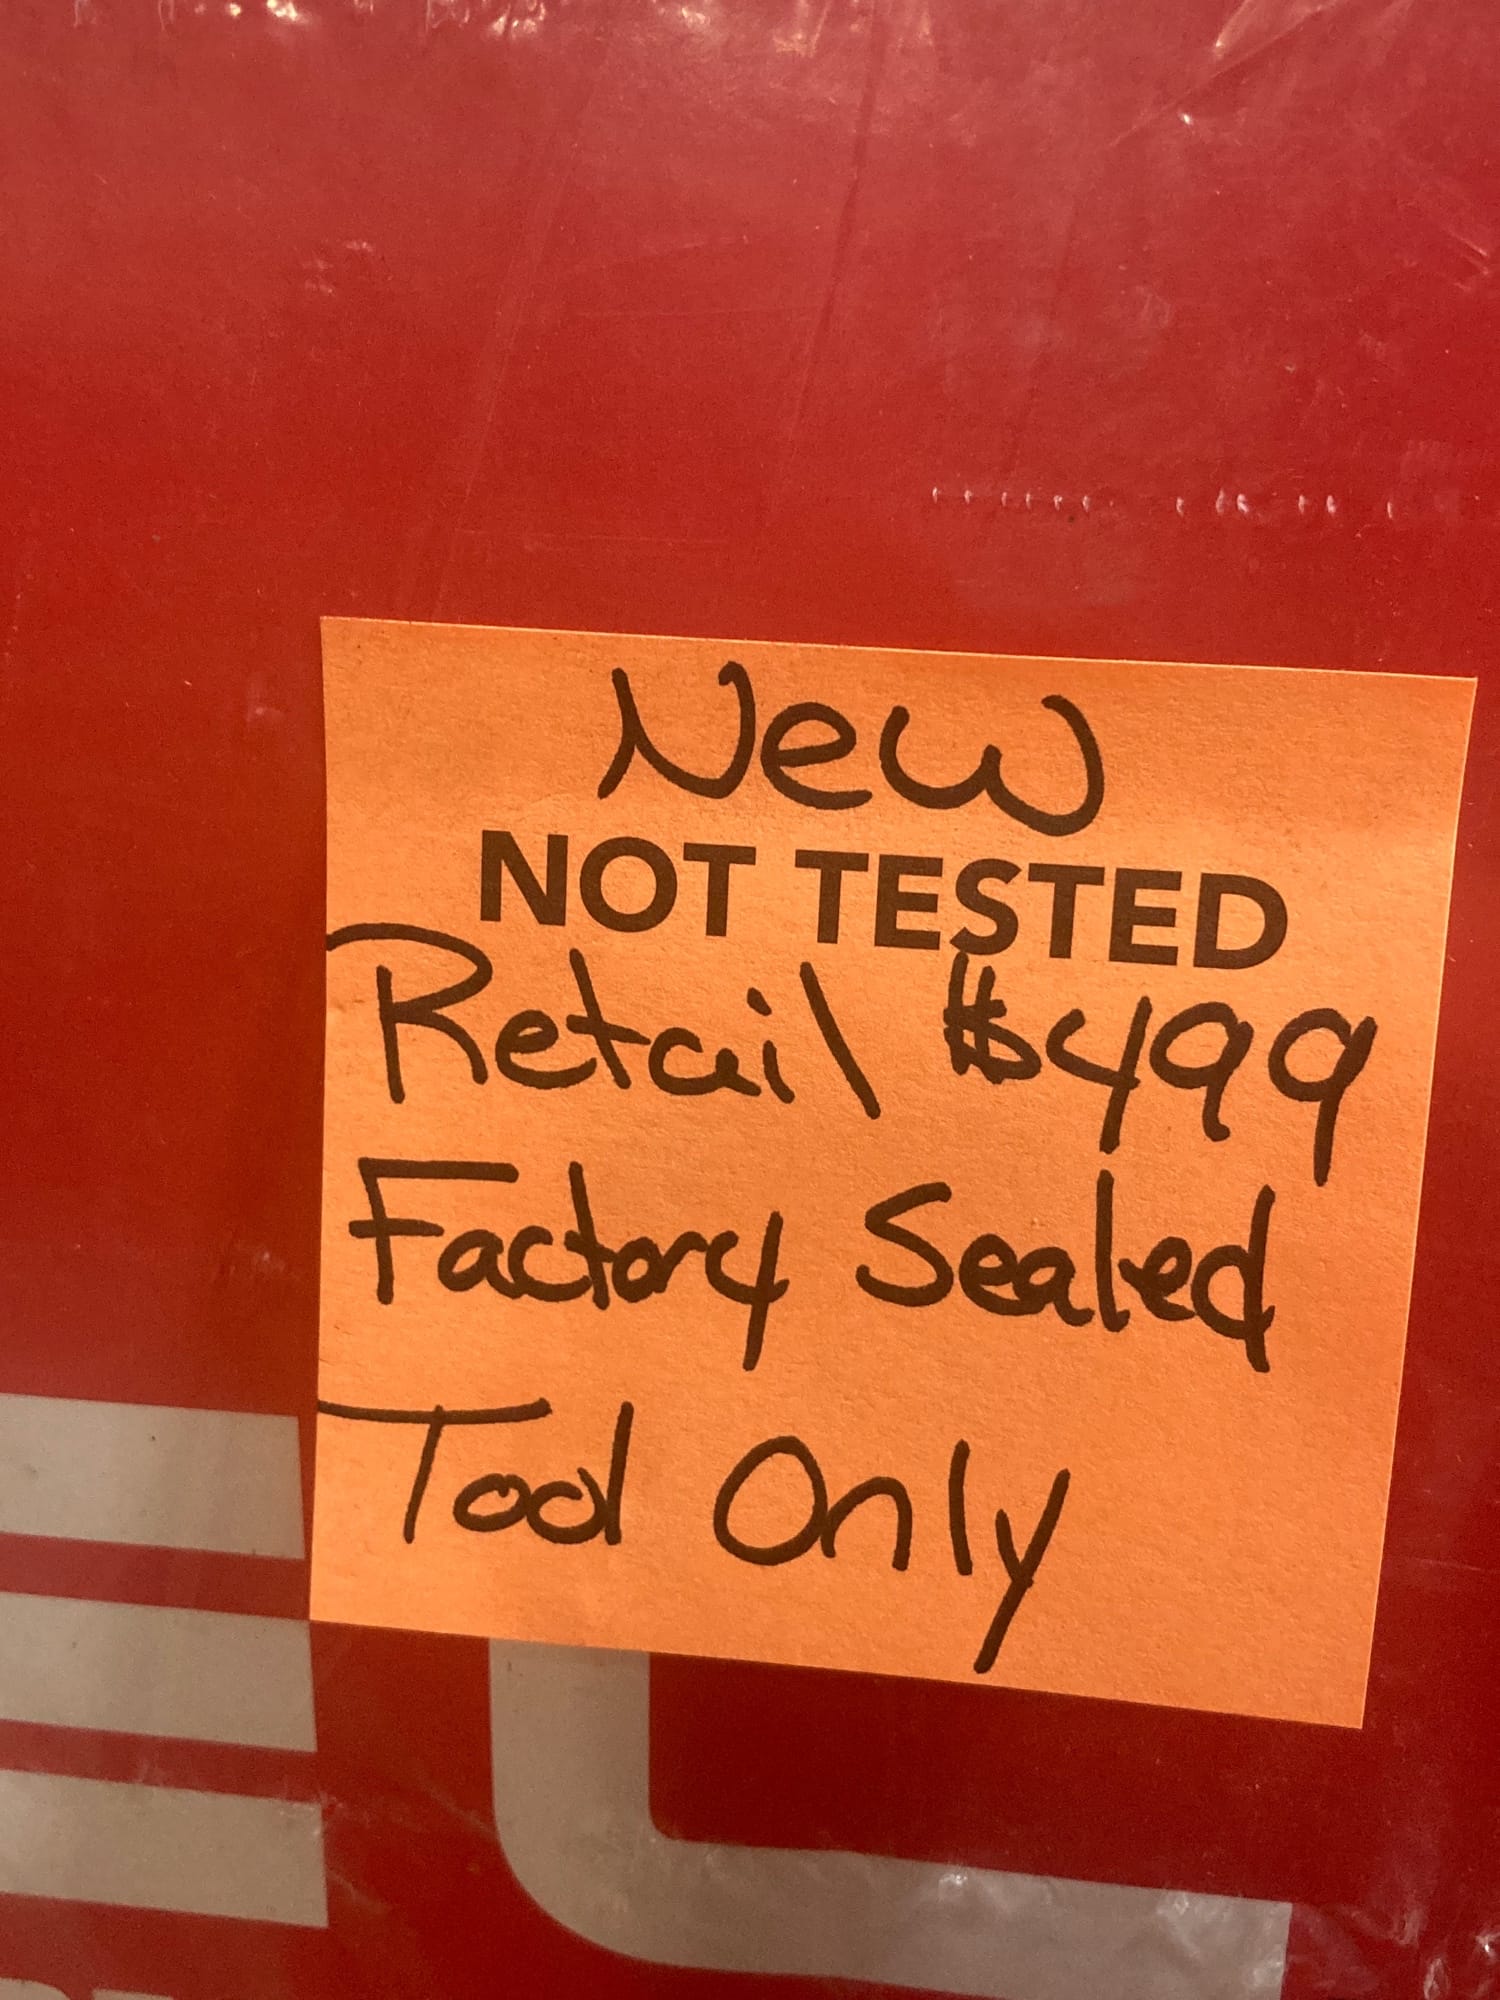 New
NOT TESTED
Retail $499
Factory Sealed
Tool Only